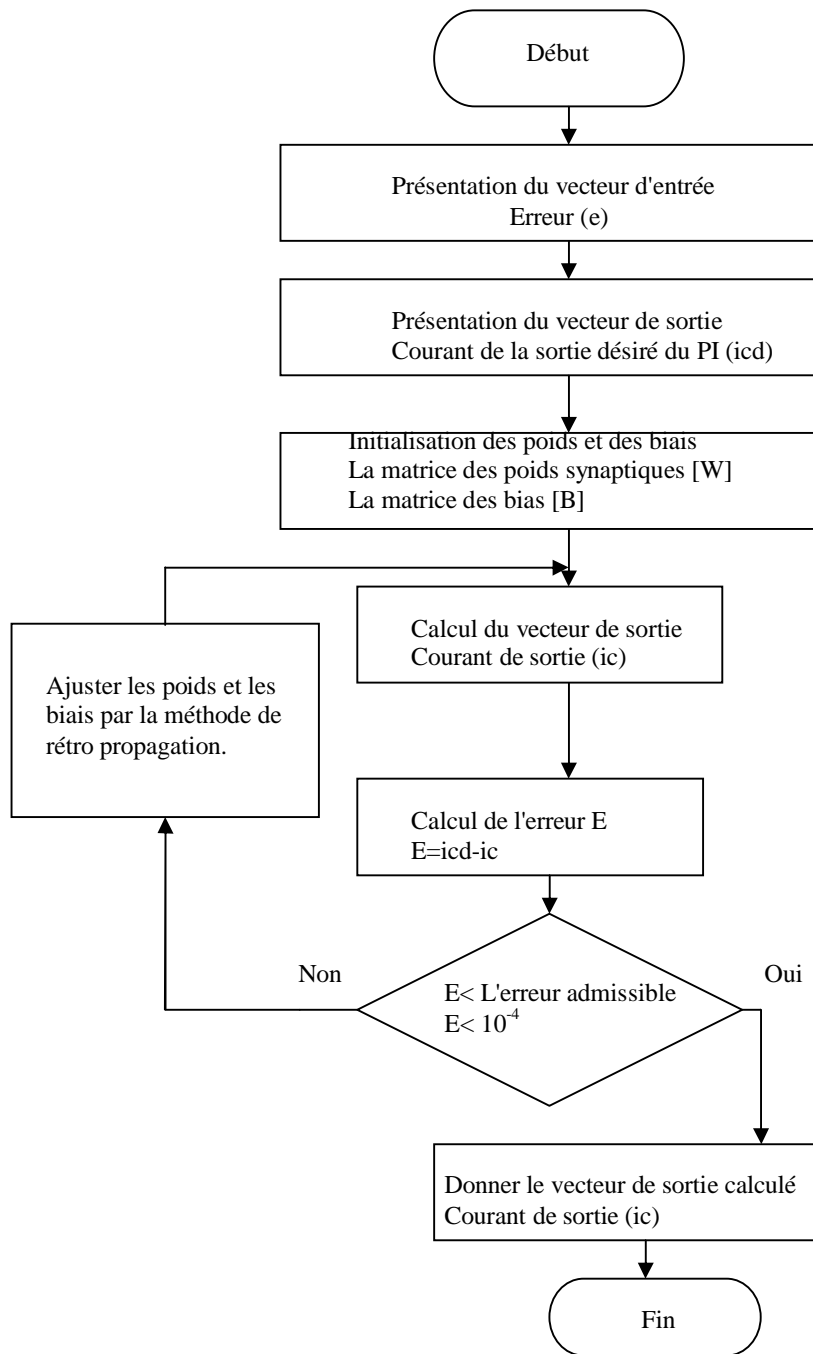 Début
Présentation du vecteur d'entrée
Erreur (e)
Présentation du vecteur de sortie
Courant de la sortie désiré du PI (icd)
Initialisation des poids et des biais
La matrice des poids synaptiques [W]
La matrice des bias [B]
Calcul du vecteur de sortie
Courant de sortie (ic)
Ajuster les poids et les
biais par la méthode de
rétro propagation.
Calcul de l'erreur E
E=icd-ic
Non
Oui
E< L'erreur admissible
E< 10⁻⁴
Donner le vecteur de sortie calculé
Courant de sortie (ic)
Fin